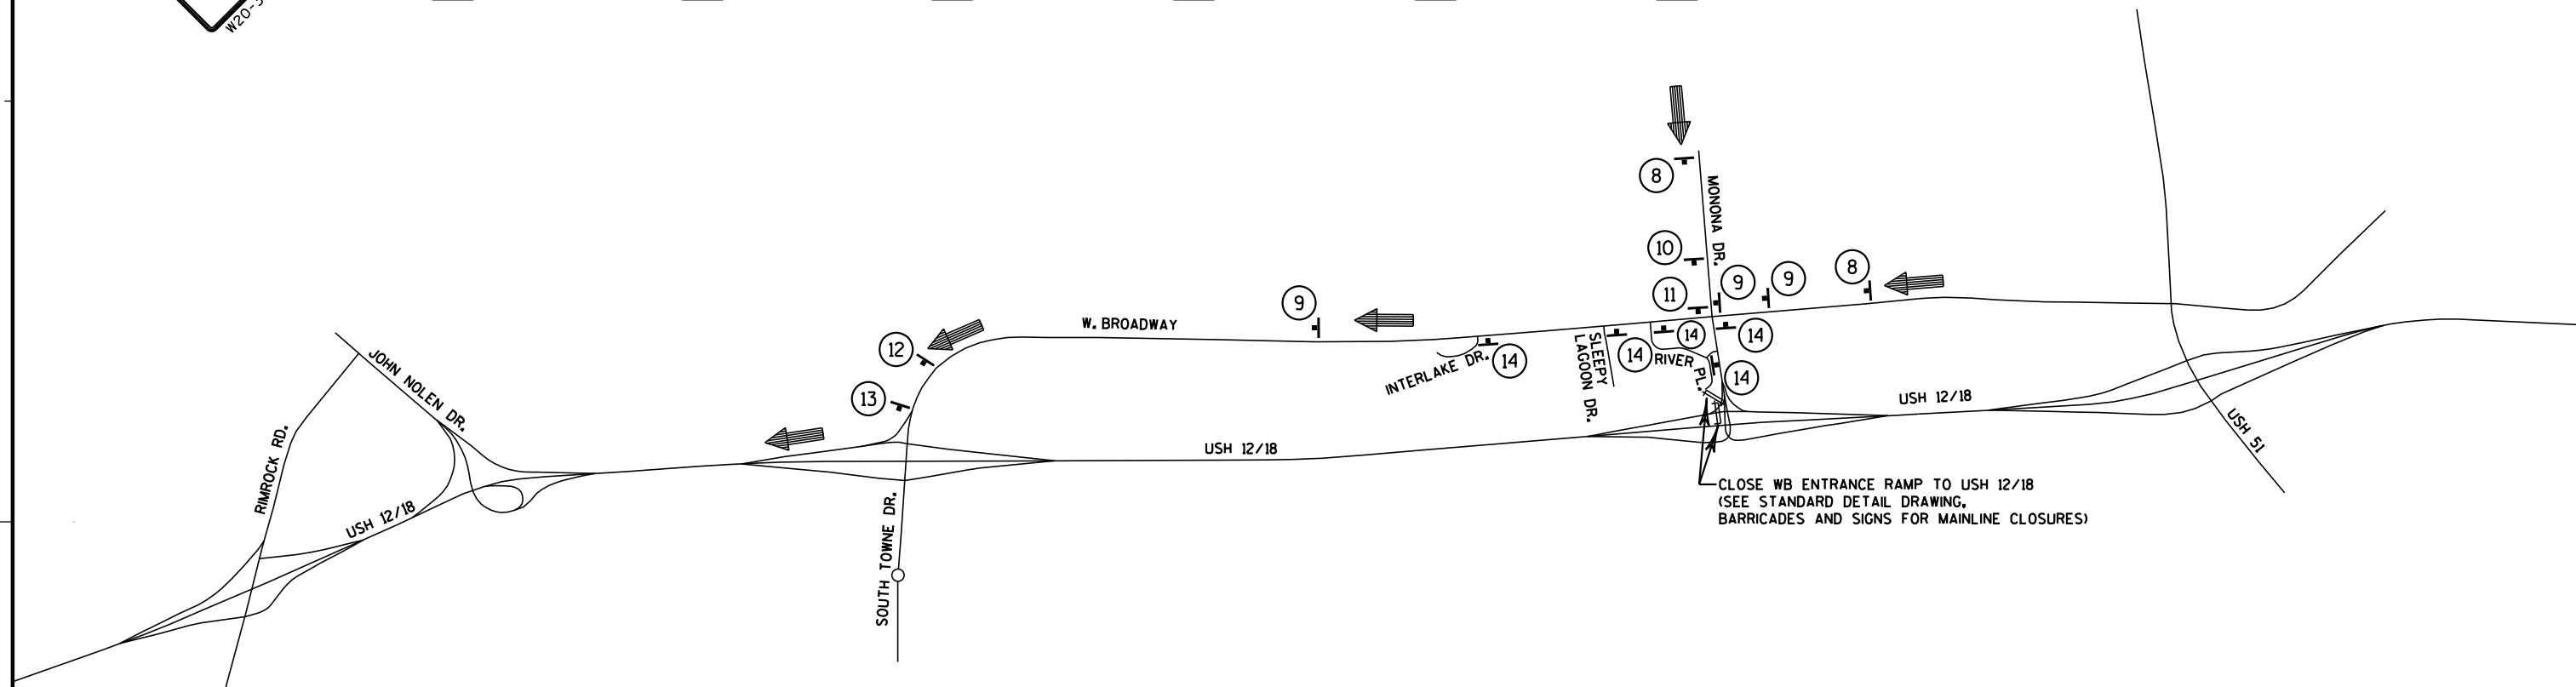 W20-3
8
MONONA DR.
10
11
9
9
8
9
W. BROADWAY
12
13
14
14
14
14
14
INTERLAKE DR.
SLEEPY
LAGOON DR.
RIVER PL.
JOHN NOLEN DR.
RIMROCK RD.
USH 12/18
USH 12/18
USH 12/18
USH 51
SOUTH TOWNE DR.
CLOSE WB ENTRANCE RAMP TO USH 12/18
(SEE STANDARD DETAIL DRAWING,
BARRICADES AND SIGNS FOR MAINLINE CLOSURES)